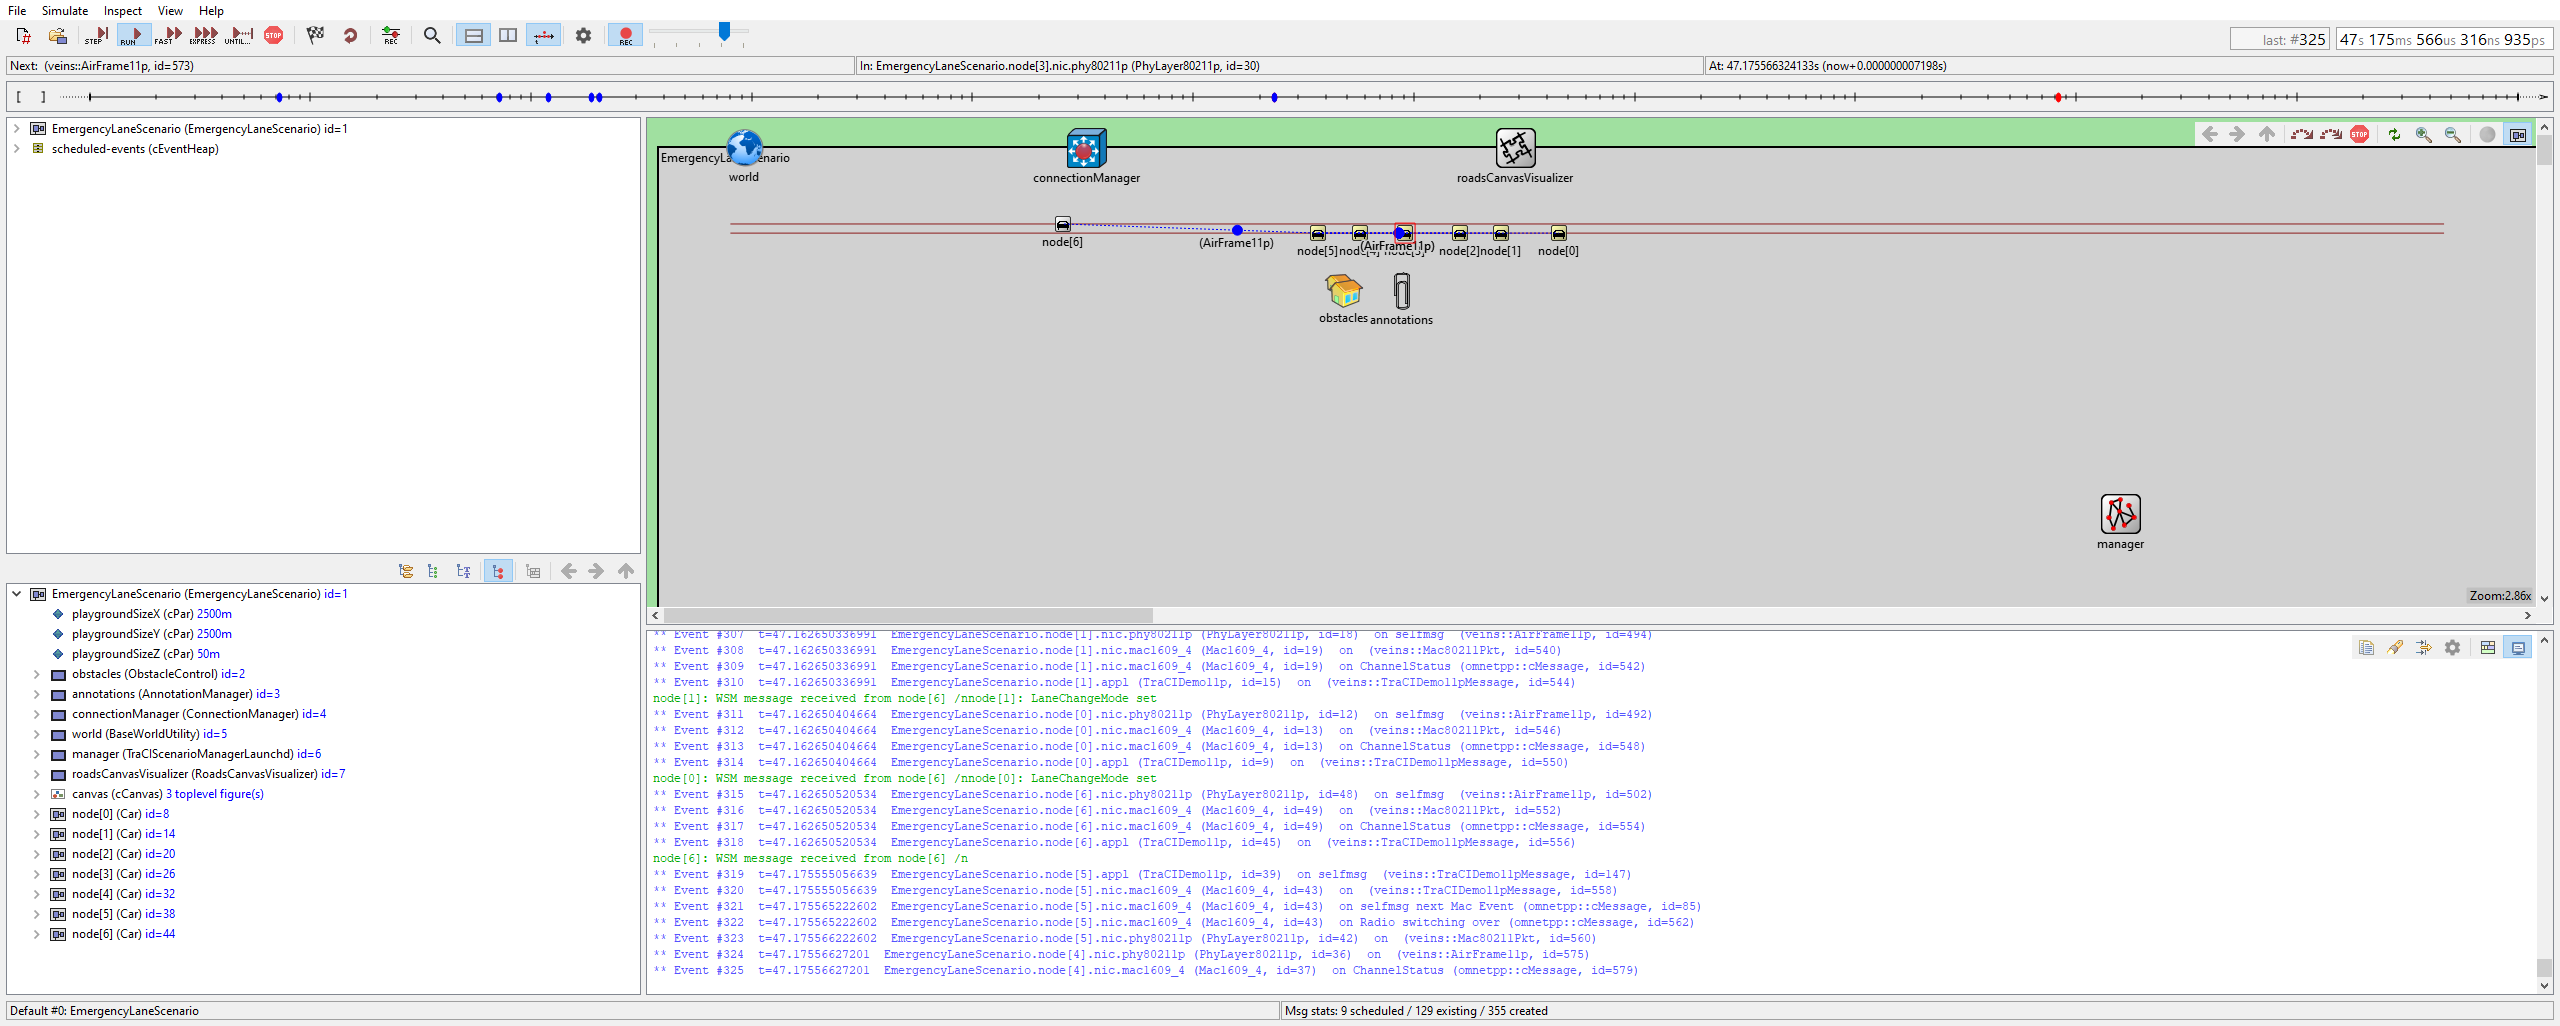 File Simulate Inspect View Help
STEP RUN FAST EXPRESS UNTIL... STOP REC REC
last: #325 47s 175ms 566us 316ns 935ps
Next: (veins::AirFrame11p, id=573) In: EmergencyLaneScenario.node[3].nic.phy80211p (PhyLayer80211p, id=30) At: 47.175566324133s (now+0.000000007198s)
EmergencyLaneScenario (EmergencyLaneScenario) id=1
scheduled-events (cEventHeap)
STOP
world
connectionManager
roadsCanvasVisualizer
node[6]
(AirFrame11p)
(AirFrame11p)
node[5] node[2] node[1] node[0]
obstacles annotations
manager
Zoom:2.86x
EmergencyLaneScenario (EmergencyLaneScenario) id=1
playgroundSizeX (cPar) 2500m
playgroundSizeY (cPar) 2500m
playgroundSizeZ (cPar) 50m
obstacles (ObstacleControl) id=2
annotations (AnnotationManager) id=3
connectionManager (ConnectionManager) id=4
world (BaseWorldUtility) id=5
manager (TraCIScenarioManagerLaunchd) id=6
roadsCanvasVisualizer (RoadsCanvasVisualizer) id=7
canvas (cCanvas) 3 toplevel figure(s)
node[0] (Car) id=8
node[1] (Car) id=14
node[2] (Car) id=20
node[3] (Car) id=26
node[4] (Car) id=32
node[5] (Car) id=38
node[6] (Car) id=44
** Event #307 t=47.162650336991 EmergencyLaneScenario.node[1].nic.phy80211p (PhyLayer80211p, id=18) on selfmsg (veins::AirFrame11p, id=494)
** Event #308 t=47.162650336991 EmergencyLaneScenario.node[1].nic.mac1609_4 (Mac1609_4, id=19) on (veins::Mac80211Pkt, id=540)
** Event #309 t=47.162650336991 EmergencyLaneScenario.node[1].nic.mac1609_4 (Mac1609_4, id=19) on ChannelStatus (omnetpp::cMessage, id=542)
** Event #310 t=47.162650336991 EmergencyLaneScenario.node[1].appl (TraCIDemo11p, id=15) on (veins::TraCIDemo11pMessage, id=544)
node[1]: WSM message received from node[6] /nnode[1]: LaneChangeMode set
** Event #311 t=47.162650404664 EmergencyLaneScenario.node[0].nic.phy80211p (PhyLayer80211p, id=12) on selfmsg (veins::AirFrame11p, id=492)
** Event #312 t=47.162650404664 EmergencyLaneScenario.node[0].nic.mac1609_4 (Mac1609_4, id=13) on (veins::Mac80211Pkt, id=546)
** Event #313 t=47.162650404664 EmergencyLaneScenario.node[0].nic.mac1609_4 (Mac1609_4, id=13) on ChannelStatus (omnetpp::cMessage, id=548)
** Event #314 t=47.162650404664 EmergencyLaneScenario.node[0].appl (TraCIDemo11p, id=9) on (veins::TraCIDemo11pMessage, id=550)
node[0]: WSM message received from node[6] /nnode[0]: LaneChangeMode set
** Event #315 t=47.162650520534 EmergencyLaneScenario.node[6].nic.phy80211p (PhyLayer80211p, id=48) on selfmsg (veins::AirFrame11p, id=502)
** Event #316 t=47.162650520534 EmergencyLaneScenario.node[6].nic.mac1609_4 (Mac1609_4, id=49) on (veins::Mac80211Pkt, id=552)
** Event #317 t=47.162650520534 EmergencyLaneScenario.node[6].nic.mac1609_4 (Mac1609_4, id=49) on ChannelStatus (omnetpp::cMessage, id=554)
** Event #318 t=47.162650520534 EmergencyLaneScenario.node[6].appl (TraCIDemo11p, id=45) on (veins::TraCIDemo11pMessage, id=556)
node[6]: WSM message received from node[6] /n
** Event #319 t=47.175555056639 EmergencyLaneScenario.node[5].appl (TraCIDemo11p, id=39) on selfmsg (veins::TraCIDemo11pMessage, id=147)
** Event #320 t=47.175555056639 EmergencyLaneScenario.node[5].nic.mac1609_4 (Mac1609_4, id=43) on (veins::TraCIDemo11pMessage, id=558)
** Event #321 t=47.175565222602 EmergencyLaneScenario.node[5].nic.mac1609_4 (Mac1609_4, id=43) on selfmsg next Mac Event (omnetpp::cMessage, id=85)
** Event #322 t=47.175565222602 EmergencyLaneScenario.node[5].nic.mac1609_4 (Mac1609_4, id=43) on Radio switching over (omnetpp::cMessage, id=562)
** Event #323 t=47.175566222602 EmergencyLaneScenario.node[5].nic.phy80211p (PhyLayer80211p, id=42) on (veins::Mac80211Pkt, id=560)
** Event #324 t=47.17556627201 EmergencyLaneScenario.node[4].nic.phy80211p (PhyLayer80211p, id=36) on (veins::AirFrame11p, id=575)
** Event #325 t=47.17556627201 EmergencyLaneScenario.node[4].nic.mac1609_4 (Mac1609_4, id=37) on ChannelStatus (omnetpp::cMessage, id=579)
Default #0: EmergencyLaneScenario Msg stats: 9 scheduled / 129 existing / 355 created